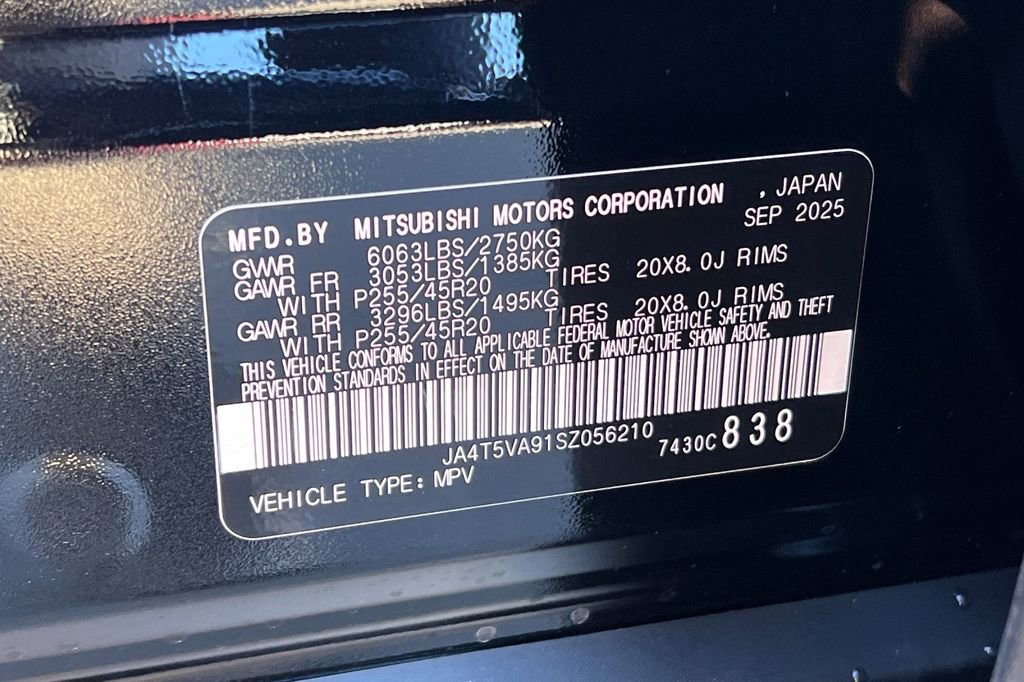 MFD.BY MITSUBISHI MOTORS CORPORATION , JAPAN
SEP 2025
GWWR 6063LBS/2750KG
GAWR FR 3053LBS/1385KG
WITH P255/45R20 TIRES 20X8.0J RIMS
GAWR RR 3296LBS/1495KG
WITH P255/45R20 TIRES 20X8.0J RIMS
THIS VEHICLE CONFORMS TO ALL APPLICABLE FEDERAL MOTOR VEHICLE SAFETY AND THEFT
PREVENTION STANDARDS IN EFFECT ON THE DATE OF MANUFACTURE SHOWN ABOVE.
JA4T5VA91SZ056210 7430C 838
VEHICLE TYPE: MPV